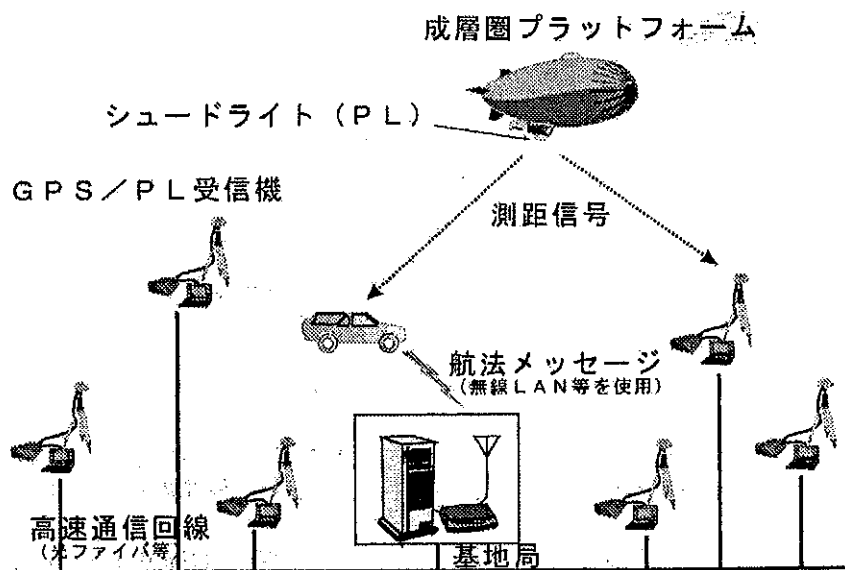 成層圏プラットフォーム
シュードライト（ＰＬ）
ＧＰＳ／ＰＬ受信機
測距信号
航法メッセージ
（無線ＬＡＮ等を使用）
高速通信回線
（光ファイバ等）
基地局